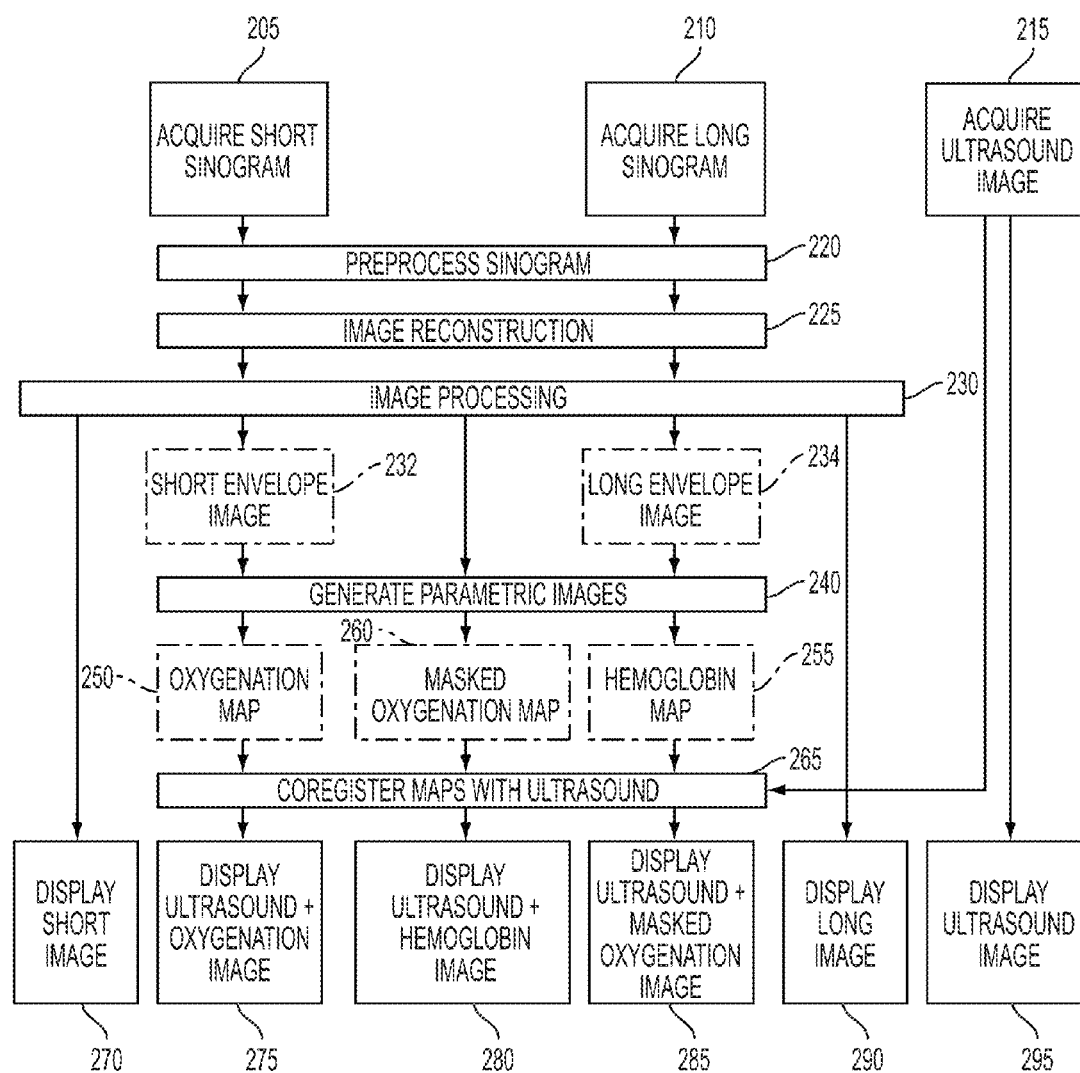 205
210
215
ACQUIRE SHORT
SINOGRAM
ACQUIRE LONG
SINOGRAM
ACQUIRE
ULTRASOUND
IMAGE
PREPROCESS SINOGRAM
220
IMAGE RECONSTRUCTION
225
IMAGE PROCESSING
230
SHORT ENVELOPE
IMAGE
232
LONG ENVELOPE
IMAGE
234
GENERATE PARAMETRIC IMAGES
240
250
OXYGENATION
MAP
260
MASKED
OXYGENATION MAP
HEMOGLOBIN
MAP
255
COREGISTER MAPS WITH ULTRASOUND
265
DISPLAY
SHORT
IMAGE
DISPLAY
ULTRASOUND +
OXYGENATION
IMAGE
DISPLAY
ULTRASOUND +
HEMOGLOBIN
IMAGE
DISPLAY
ULTRASOUND +
MASKED
OXYGENATION
IMAGE
DISPLAY
LONG
IMAGE
DISPLAY
ULTRASOUND
IMAGE
270
275
280
285
290
295